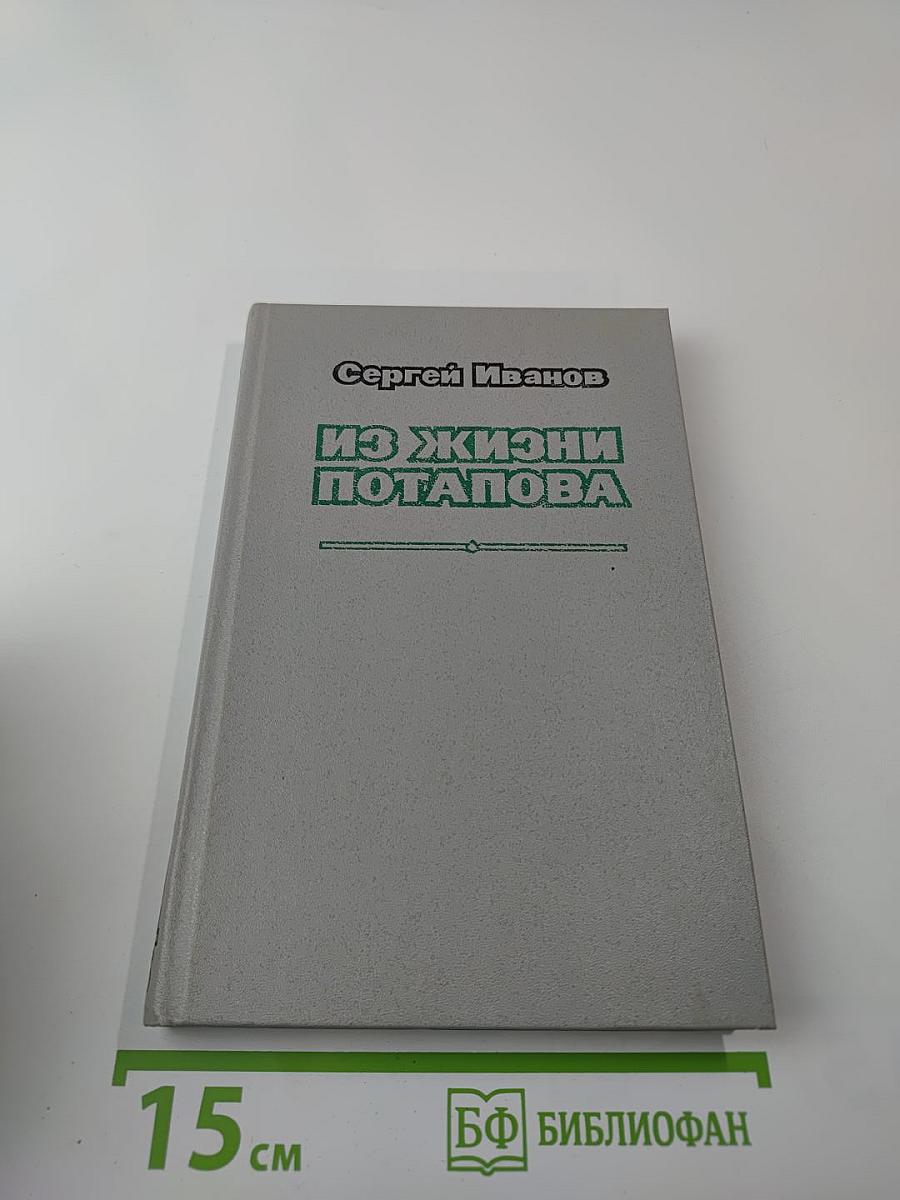 Сергей Иванов
ИЗ ЖИЗНИ
ПОТАПОВА
15 см
БФ БИБЛИОФАН